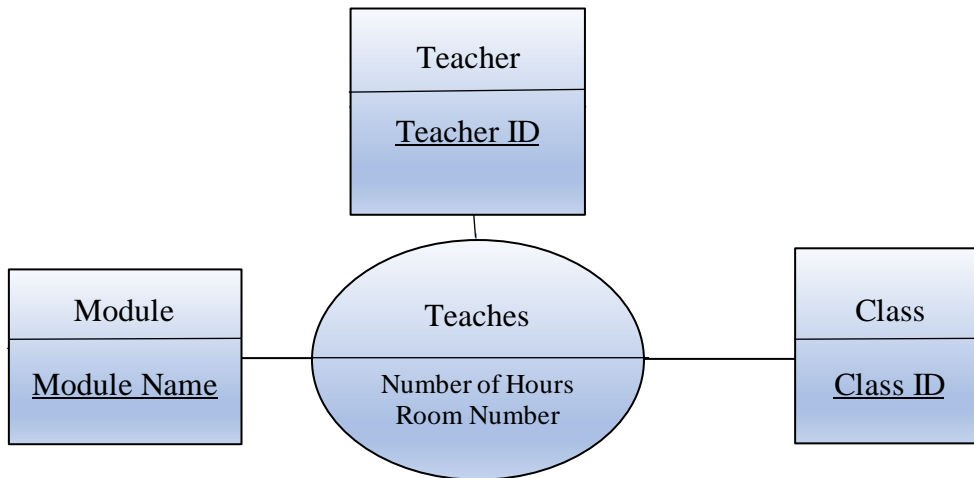 Teacher
Teacher ID
Module
Module Name
Teaches
Number of Hours
Room Number
Class
Class ID